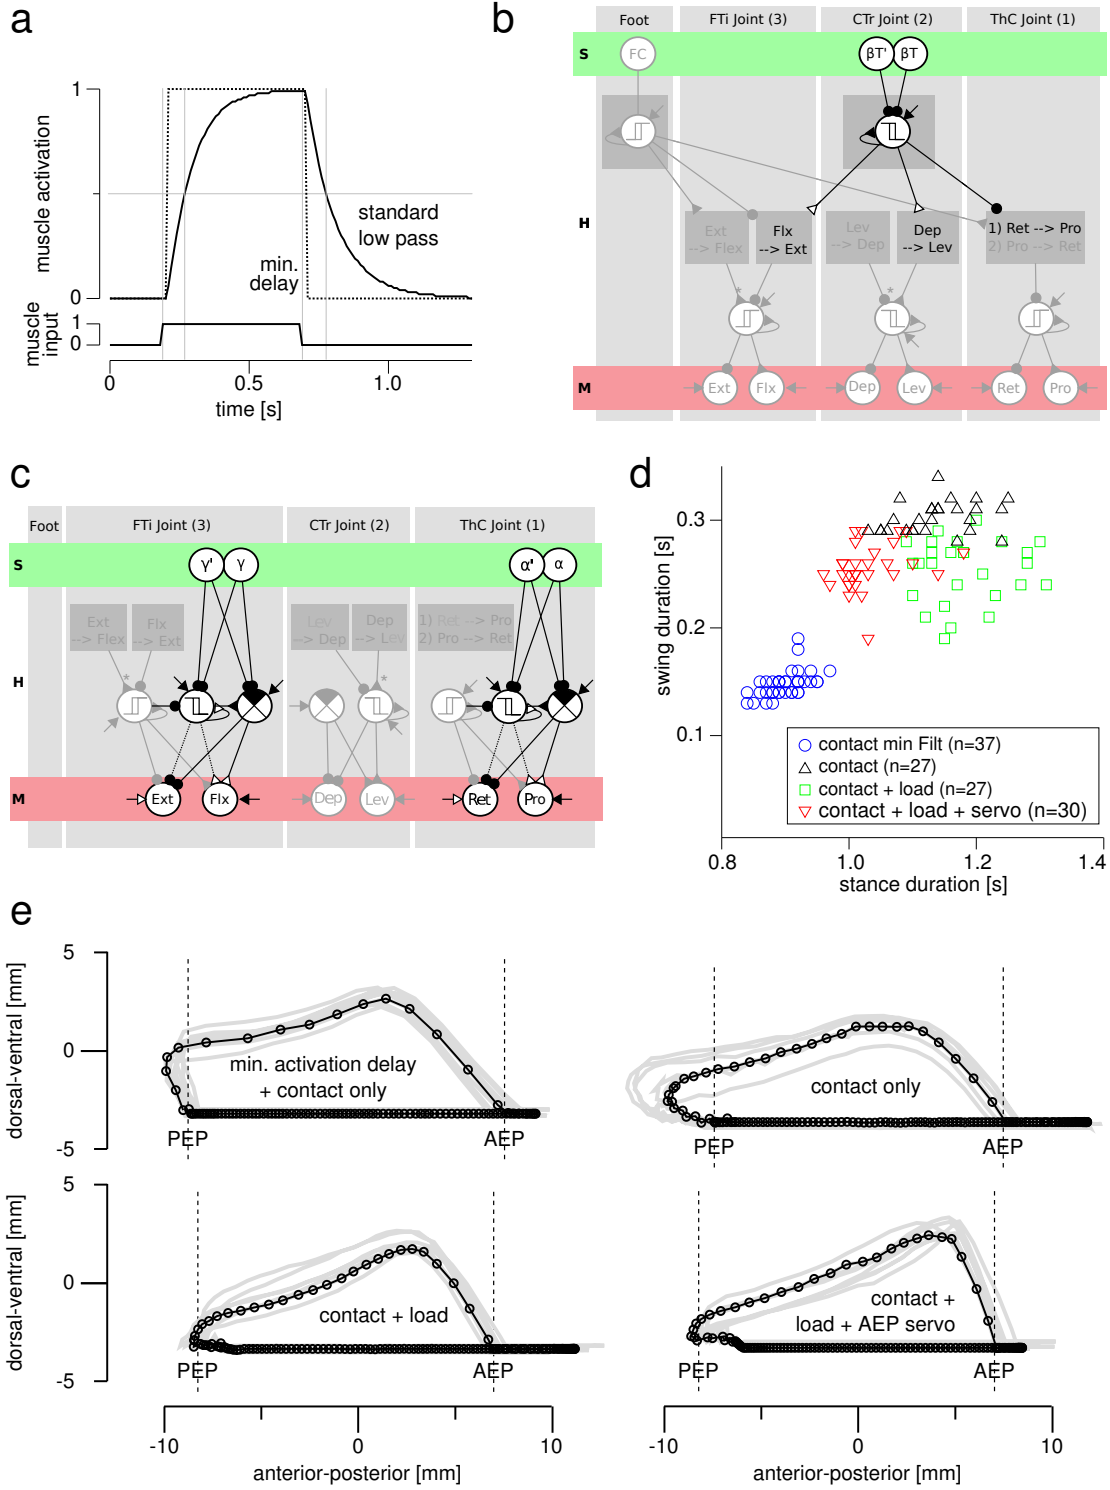 a
1
0
muscle activation
standard
low pass
min.
delay
1
0
muscle
input
0
0.5
1.0
time [s]
b
Foot
FTi Joint (3)
CTr Joint (2)
ThC Joint (1)
S
FC
βT'
βT
H
Ext
--> Flex
Flx
--> Ext
Lev
--> Dep
Dep
--> Lev
1) Ret --> Pro
2) Pro --> Ret
*
*
M
Ext
Flx
Dep
Lev
Ret
Pro
c
Foot
FTi Joint (3)
CTr Joint (2)
ThC Joint (1)
S
γ'
γ
α'
α
H
Ext
--> Flex
Flx
--> Ext
Lev
--> Dep
Dep
--> Lev
1) Ret --> Pro
2) Pro --> Ret
*
*
M
Ext
Flx
Dep
Lev
Ret
Pro
d
swing duration [s]
0.3
0.2
0.1
contact min Filt (n=37)
contact (n=27)
contact + load (n=27)
contact + load + servo (n=30)
0.8
1.0
1.2
1.4
stance duration [s]
e
dorsal-ventral [mm]
5
0
-5
min. activation delay
+ contact only
PEP
AEP
contact only
PEP
AEP
dorsal-ventral [mm]
5
0
-5
contact + load
PEP
AEP
contact +
load + AEP servo
PEP
AEP
-10
0
10
anterior-posterior [mm]
-10
0
10
anterior-posterior [mm]